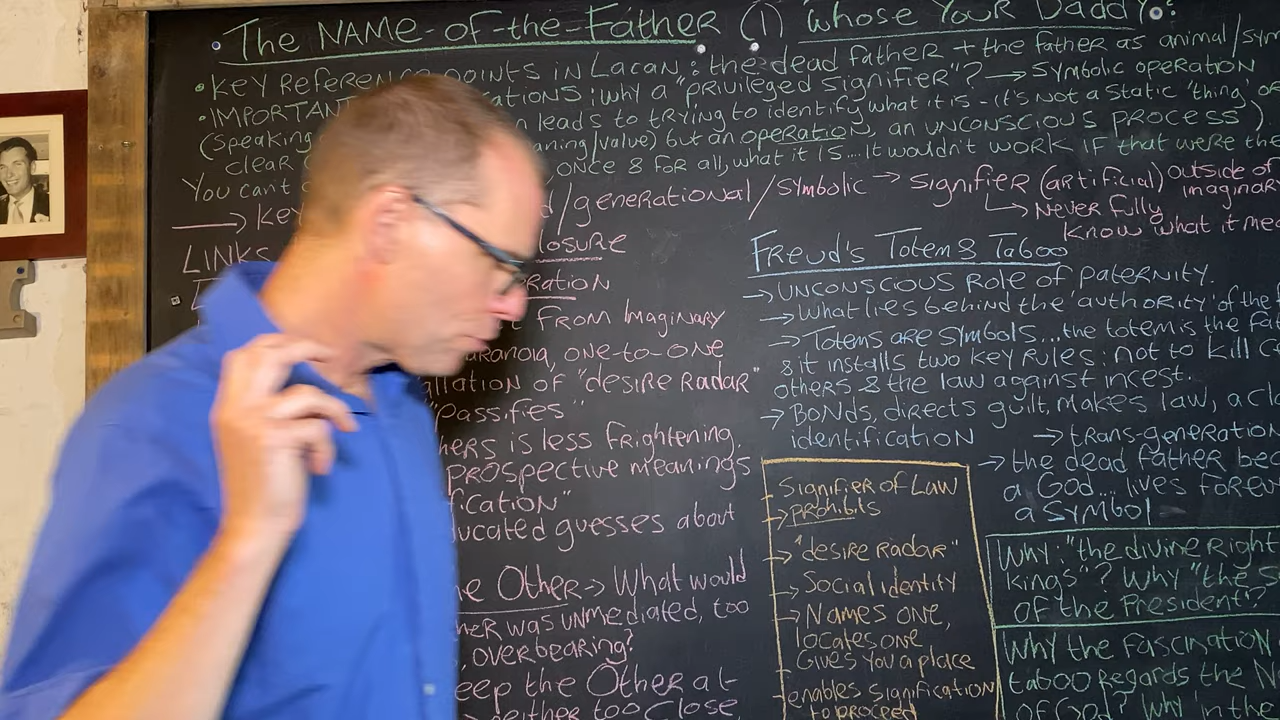 The NAME-of-the-Father (1) whose Your Daddy?
• Key Reference points in Lacan: the dead father + the father as animal/sym
• IMPORTANT ations: why a "privileged signifier"? → symbolic operation
leads to trying to identify what it is - it's not a static 'thing' or
(speaking aning/value) but an operation, an unconscious process)
clear once & for all, what it is.... It wouldn't work if that were the
You can't d/generational/symbolic → signifier (artificial) outside of imaginar
→ key → Never fully know what it me
LINKS losure
ration
from Imaginary
aranoia, one-to-one
allation of "desire radar"
"passifies"
hers is less frightening.
prospective meanings
fication"
ducated guesses about
he Other → What would
her was unmediated, too
, overbearing?
eep the Other at
neither too close
Freud's Totem & Taboo
→ unconscious role of paternity.
→ What lies behind the 'authority' of the
→ Totems are symbols... the totem is the fat
& it installs two key rules: not to kill
others & the law against incest.
→ Bonds, directs guilt, makes law, a cla
identification → trans-generation
→ the dead father bec
a God... lives forev
a symbol
Signifier of Law
→ prohibits
→ "desire radar"
→ Social identity
→ Names one,
locates one
Gives you a place
→ enables signification
to proceed
Why: "the divine right
kings"? Why "the S
of the President"?
Why the fascination
taboo regards the N
of God? Why in the